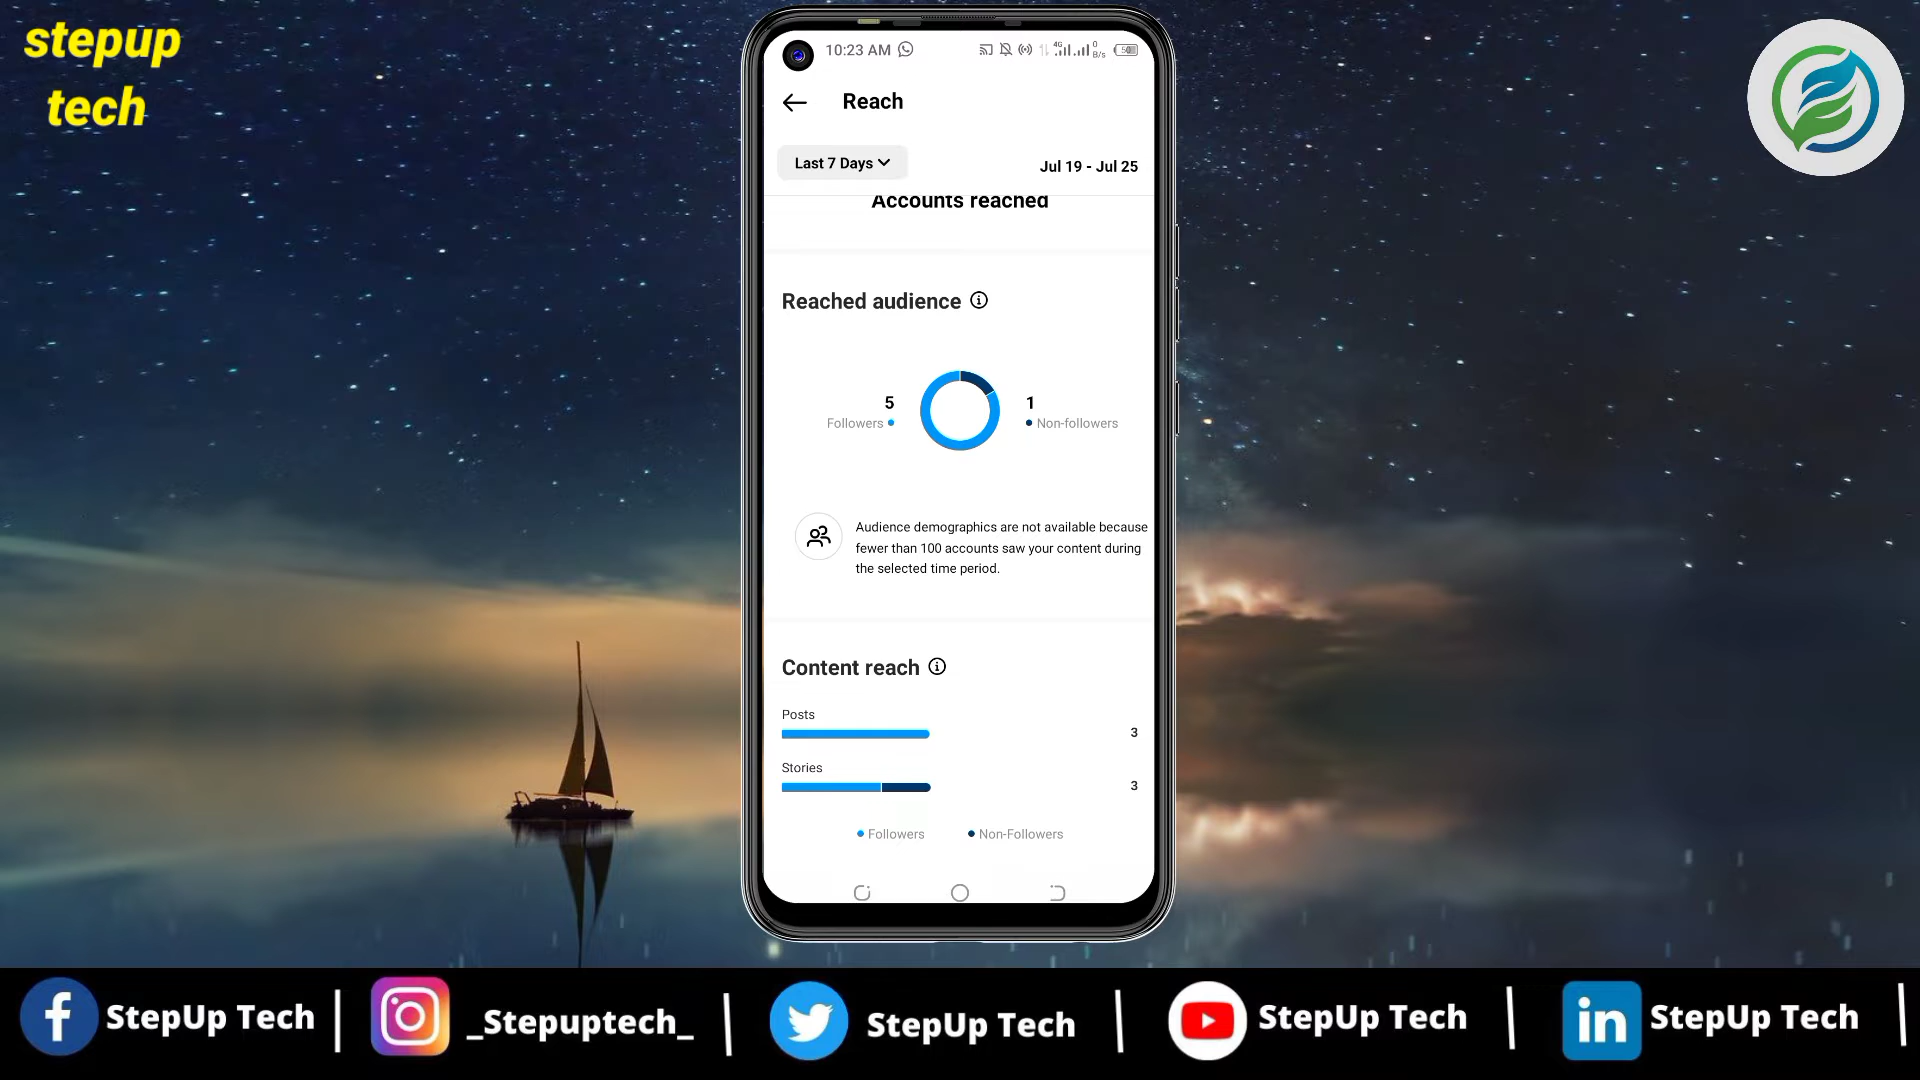 stepup
tech
10:23 AM
4G
0
B/s
50
Reach
Last 7 Days
Jul 19 - Jul 25
Accounts reached
Reached audience
5
Followers
1
Non-followers
Audience demographics are not available because
fewer than 100 accounts saw your content during
the selected time period.
Content reach
Posts
3
Stories
3
Followers
Non-Followers
StepUp Tech
_Stepuptech_
StepUp Tech
StepUp Tech
StepUp Tech